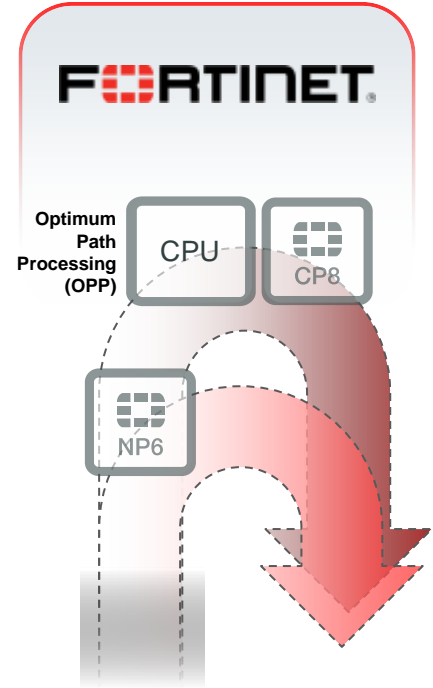 FORTINET
Optimum
Path
Processing
(OPP)
CPU
CP8
NP6